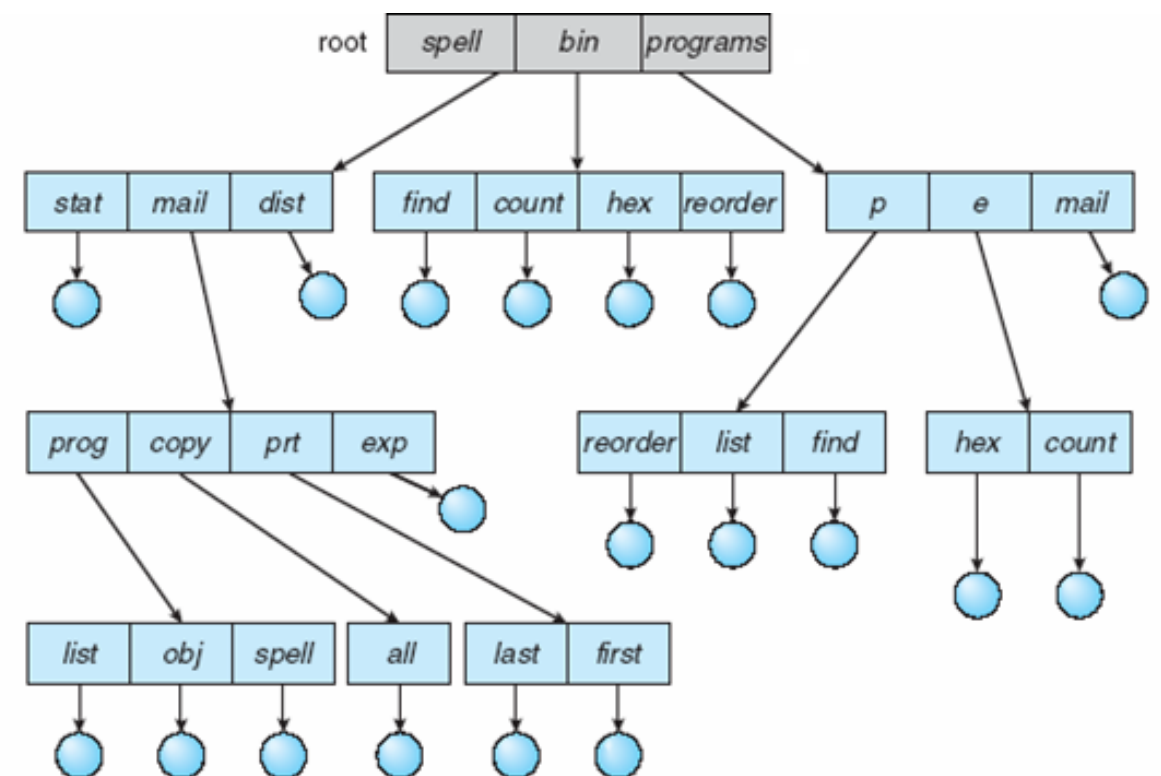 root spell bin programs
stat mail dist find count hex reorder p e mail
prog copy prt exp reorder list find hex count
list obj spell all last first